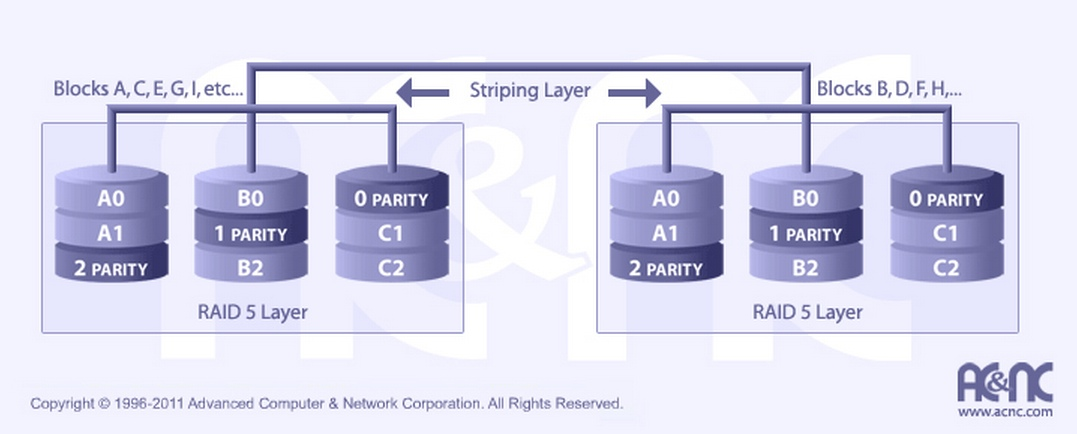 Blocks A, C, E, G, I, etc...
Striping Layer
Blocks B, D, F, H,...
A0
B0
0 PARITY
A1
1 PARITY
C1
2 PARITY
B2
C2
RAID 5 Layer
A0
B0
0 PARITY
A1
1 PARITY
C1
2 PARITY
B2
C2
RAID 5 Layer
AC&NC
Copyright © 1996-2011 Advanced Computer & Network Corporation. All Rights Reserved.
AC&NC
www.acnc.com